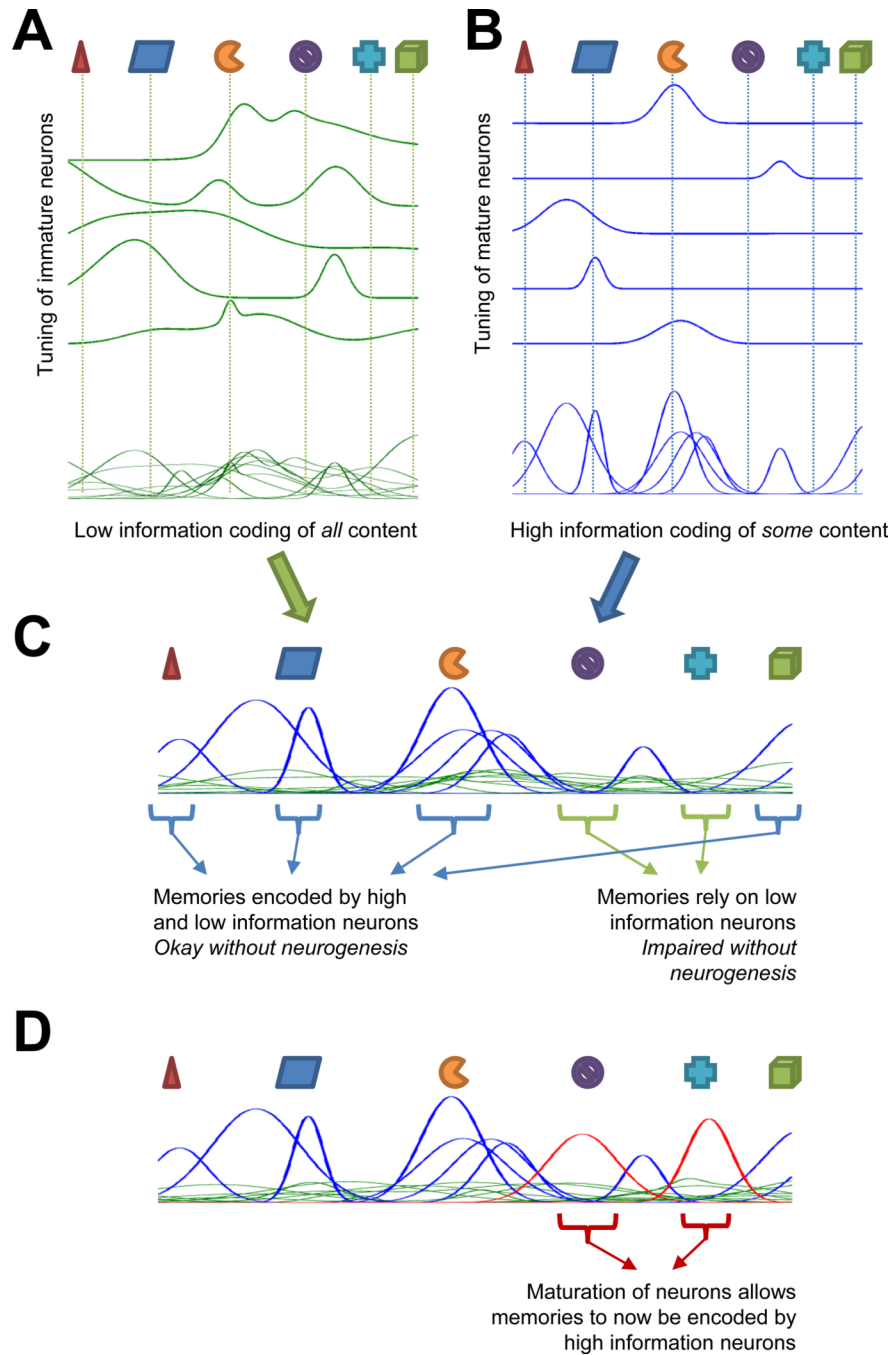 A
B
Tuning of immature neurons
Tuning of mature neurons
Low information coding of all content
High information coding of some content
C
Memories encoded by high
and low information neurons
Okay without neurogenesis
Memories rely on low
information neurons
Impaired without
neurogenesis
D
Maturation of neurons allows
memories to now be encoded by
high information neurons